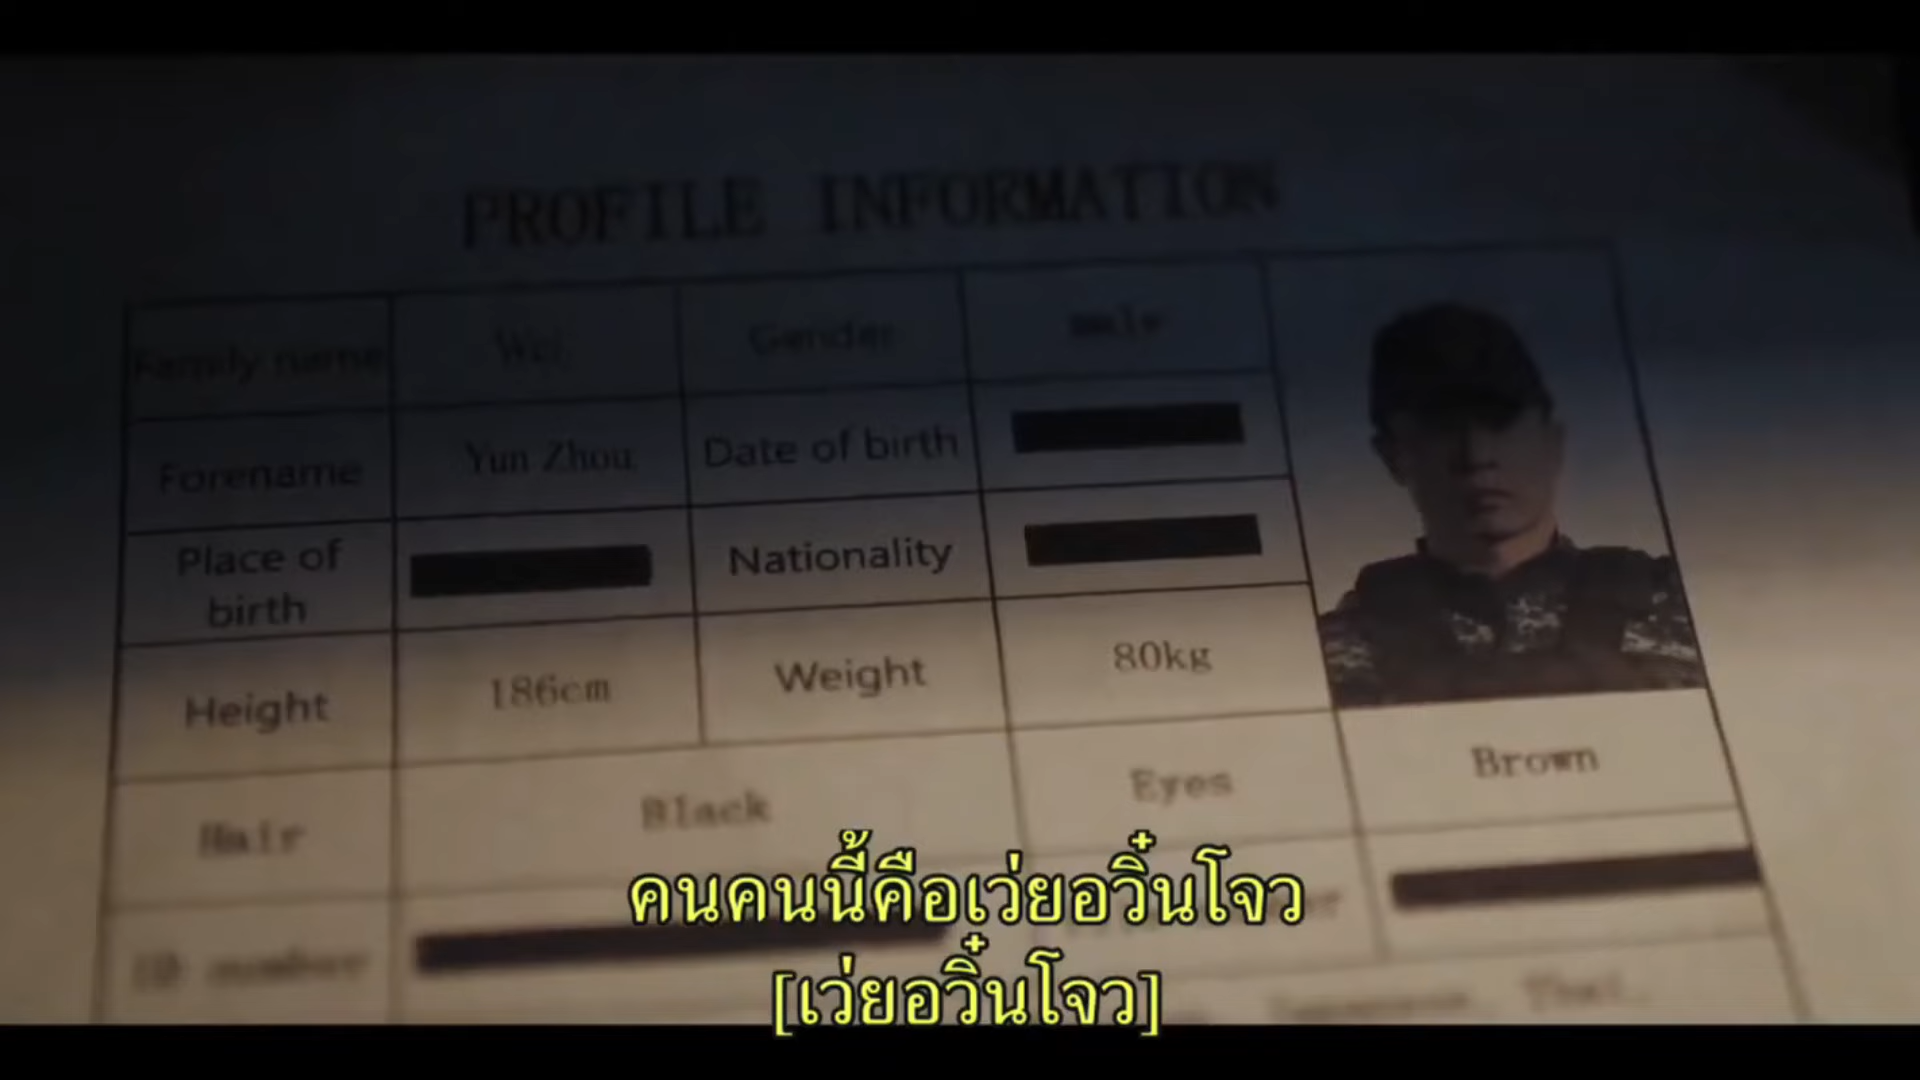 PROFILE INFORMATION
Family name Wei Gender Male
Forename Yun Zhou Date of birth
Place of birth Nationality
Height 186cm Weight 80kg
Hair Black Eyes Brown
ID number
คนคนนี้คือเว่ยอวิ๋นโจว
[เว่ยอวิ๋นโจว]